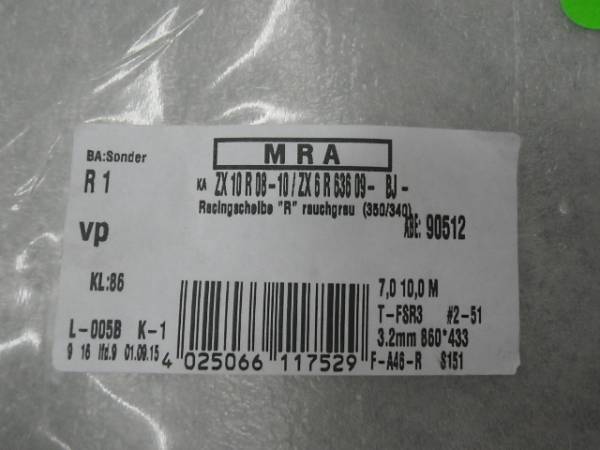 BA:Sonder
MRA
R 1
KA ZX 10 R 08-10 / ZX 6 R 636 09- BJ -
Racingscheibe "R" rauchgrau (350/340)
ABE: 90512
vp
KL:86
7,0 10,0 M
T-FSR3 #2-51
L-005B K-1
3.2mm 860*433
9 16 lfd.9 01.09.15
4 025066 117529
F-A46-R S151